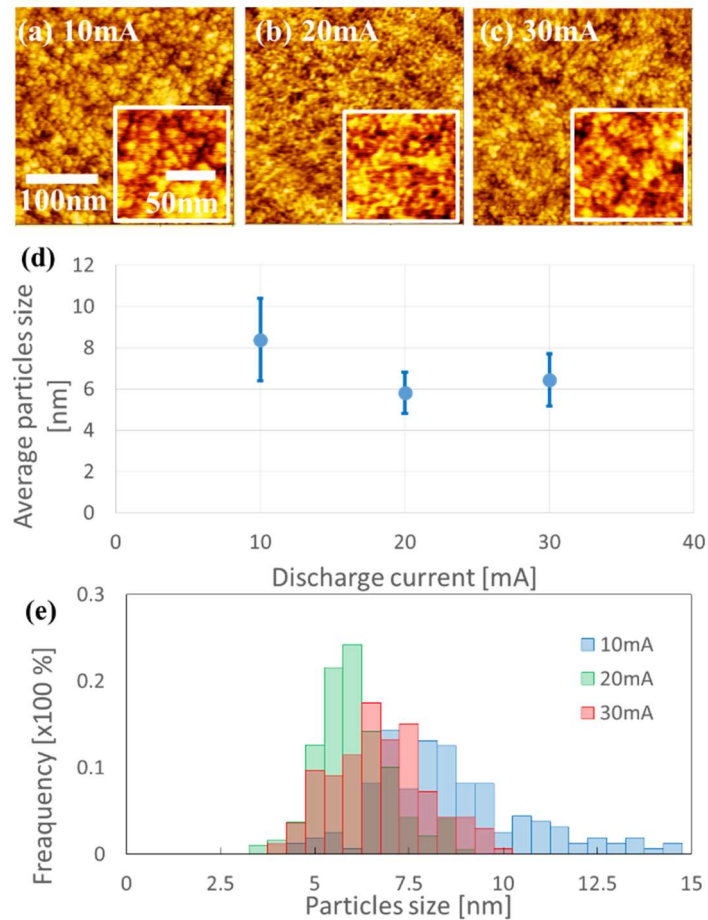 (a) 10mA
(b) 20mA
(c) 30mA
100nm
50nm
(d)
Average particles size
[nm]
12
10
8
6
4
2
0
0 10 20 30 40
Discharge current [mA]
(e)
Freaquency [x100 %]
0.3
0.2
0.1
0
10mA
20mA
30mA
0 2.5 5 7.5 10 12.5 15
Particles size [nm]